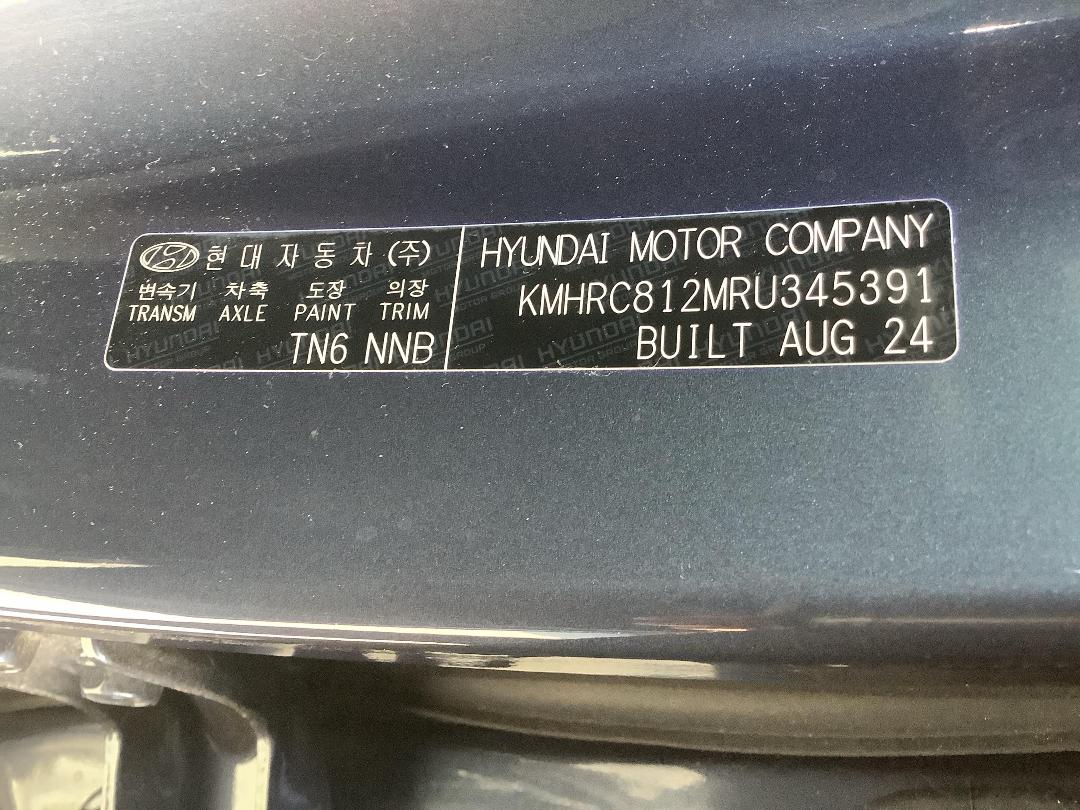 현대자동차(주)
변속기 차축 도장 의장
TRANSM AXLE PAINT TRIM
TN6 NNB
HYUNDAI MOTOR COMPANY
KMHRC812MRU345391
BUILT AUG 24